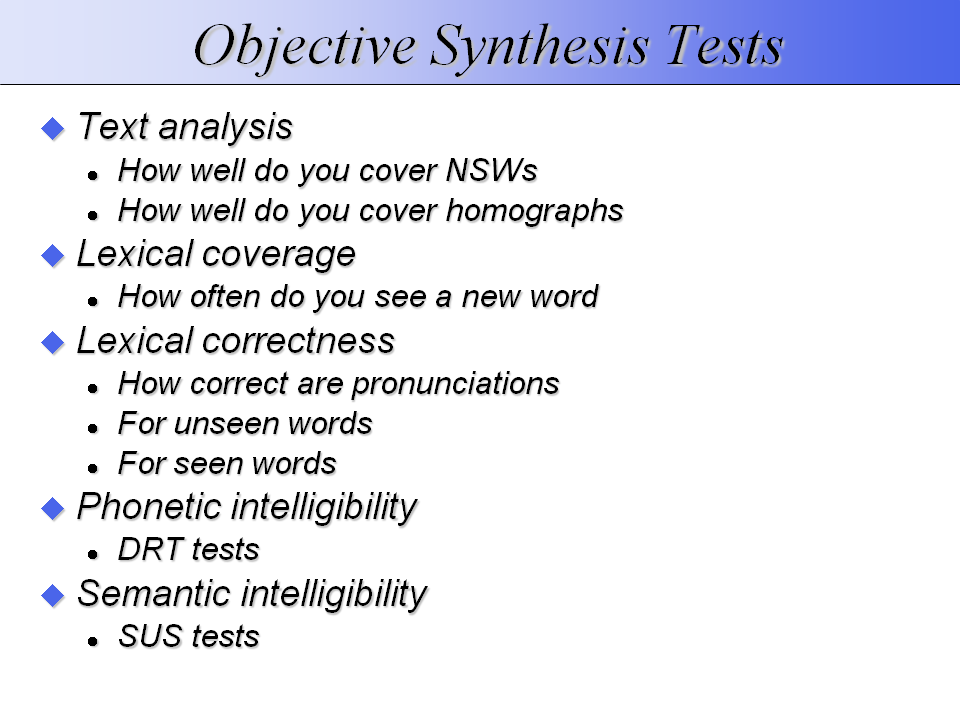 Objective Synthesis Tests
Text analysis
How well do you cover NSWs
How well do you cover homographs
Lexical coverage
How often do you see a new word
Lexical correctness
How correct are pronunciations
For unseen words
For seen words
Phonetic intelligibility
DRT tests
Semantic intelligibility
SUS tests